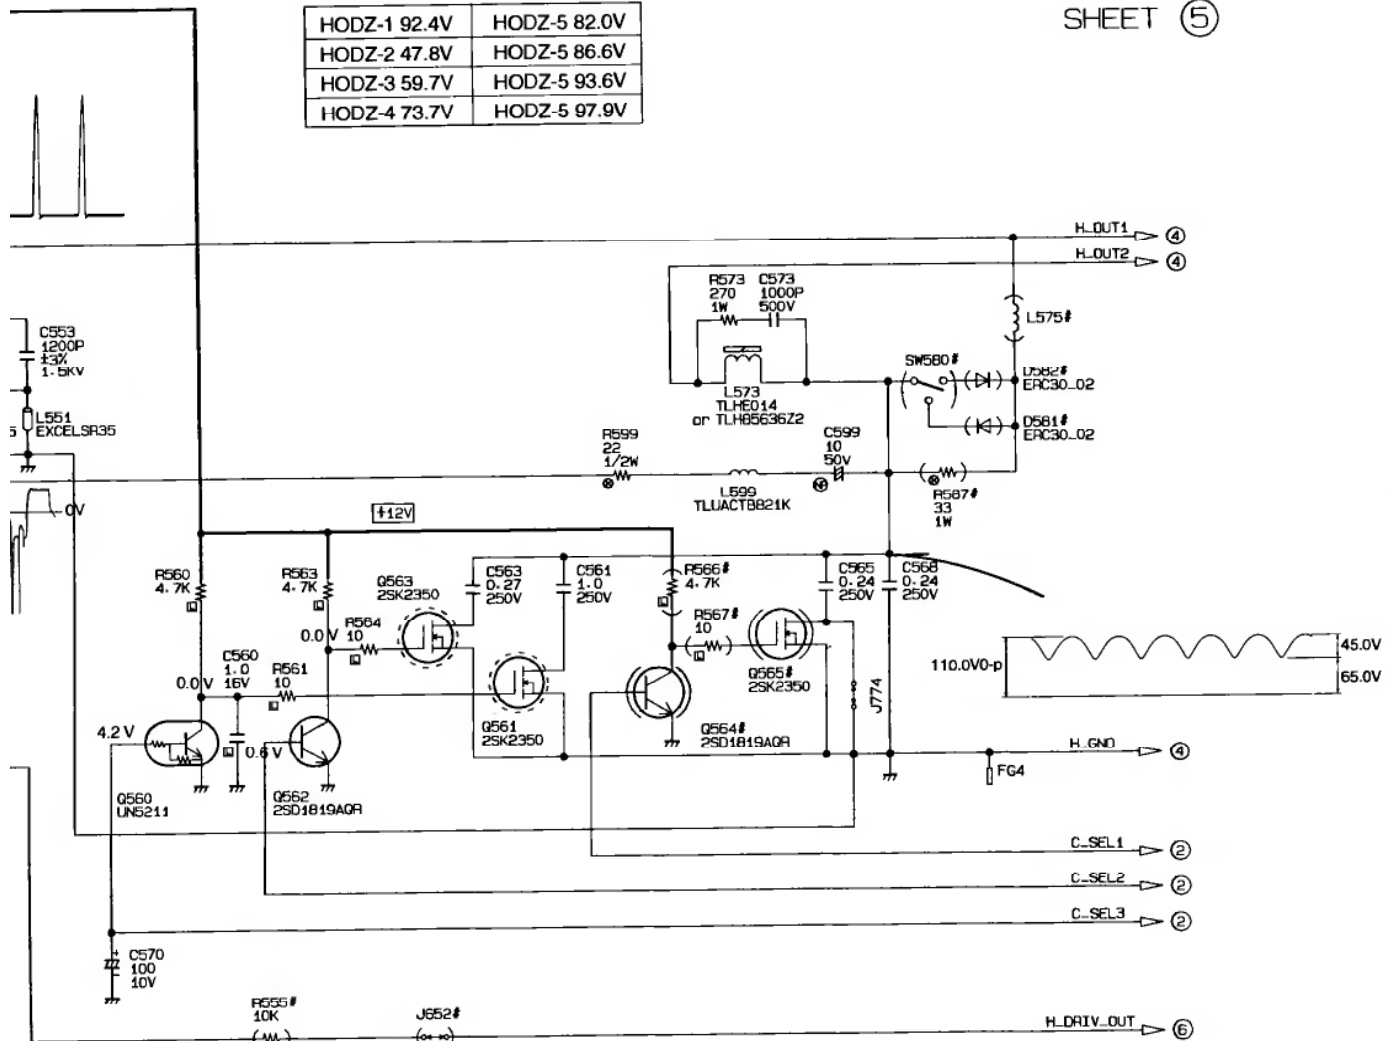 SHEET 5
HODZ-1 92.4V HODZ-5 82.0V
HODZ-2 47.8V HODZ-5 86.6V
HODZ-3 59.7V HODZ-5 93.6V
HODZ-4 73.7V HODZ-5 97.9V
H_OUT1 4
H_OUT2 4
R573
270
1W
C573
1000P
500V
L575#
C553
1200P
±3%
1.5KV
L573
TLHE014
or TLH85636Z2
SW580#
D582#
ERC30_02
L551
EXCELSR35
5
D581#
ERC30_02
R599
22
1/2W
C599
10
50V
NP
L599
TLUACTB821K
R587#
33
1W
0V
+12V
R560
4.7K
L
R563
4.7K
L
Q563
2SK2350
C563
0.27
250V
C561
1.0
250V
R566#
4.7K
L
C565
0.24
250V
C568
0.24
250V
0.0 V
R564
10
L
R567#
10
L
C560
1.0
16V
L
R561
10
L
0.0 V
110.0V0-p
45.0V
65.0V
Q565#
2SK2350
J774
4.2 V
0.6 V
Q561
2SK2350
Q564#
2SD1819AQR
H_GND 4
FG4
Q560
UN5211
Q562
2SD1819AQR
C_SEL1 2
C_SEL2 2
C_SEL3 2
C570
100
10V
+
R555#
10K
J652#
H_DRIV_OUT 6